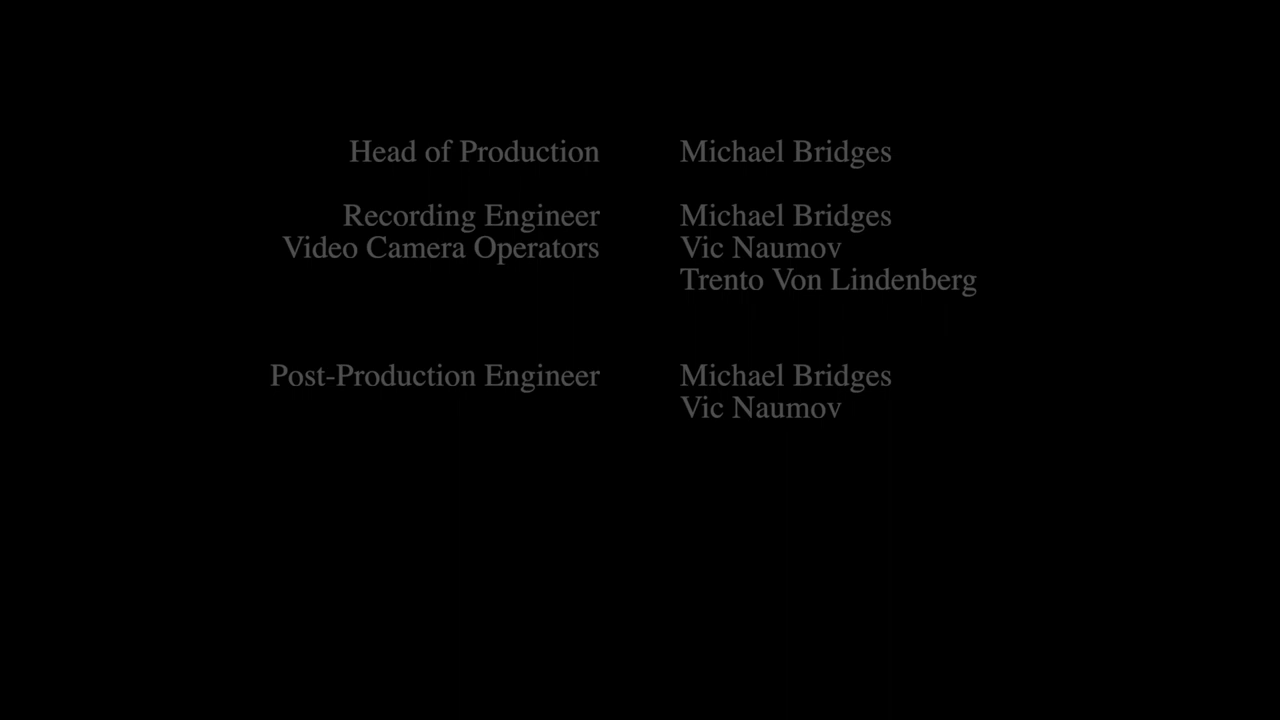 Head of Production Michael Bridges
Recording Engineer Michael Bridges
Video Camera Operators Vic Naumov
Trento Von Lindenberg
Post-Production Engineer Michael Bridges
Vic Naumov